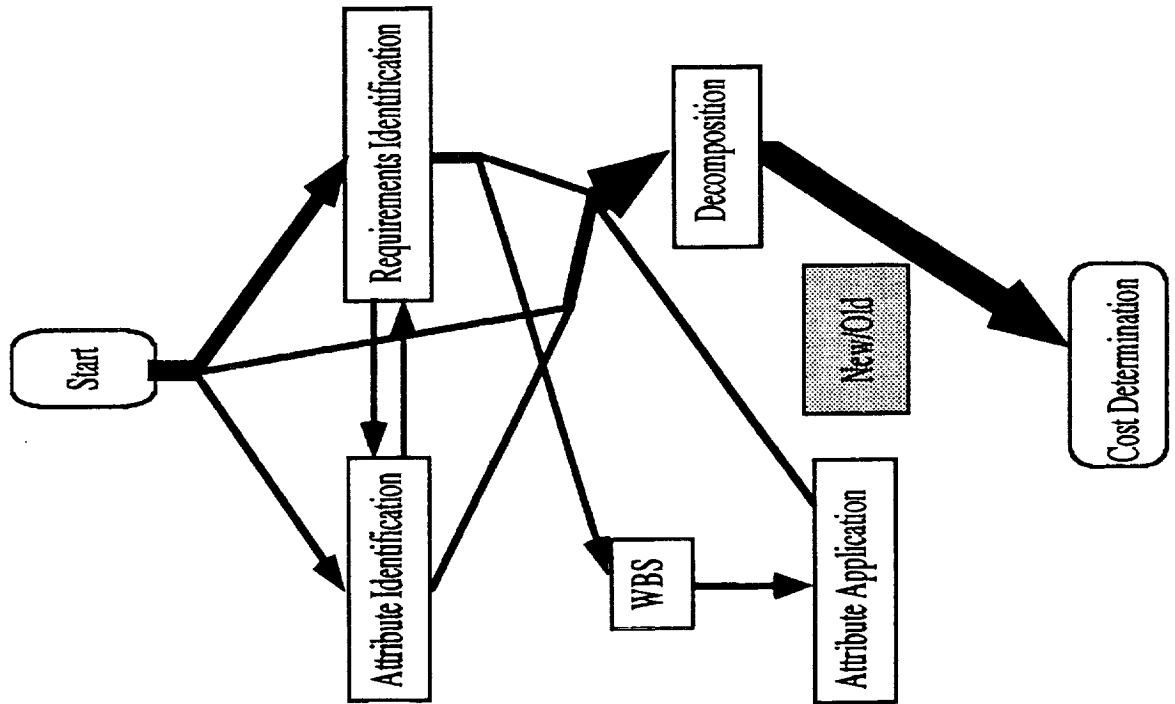 Start
Attribute Identification
Requirements Identification
WBS
Decomposition
Attribute Application
New/Old
Cost Determination